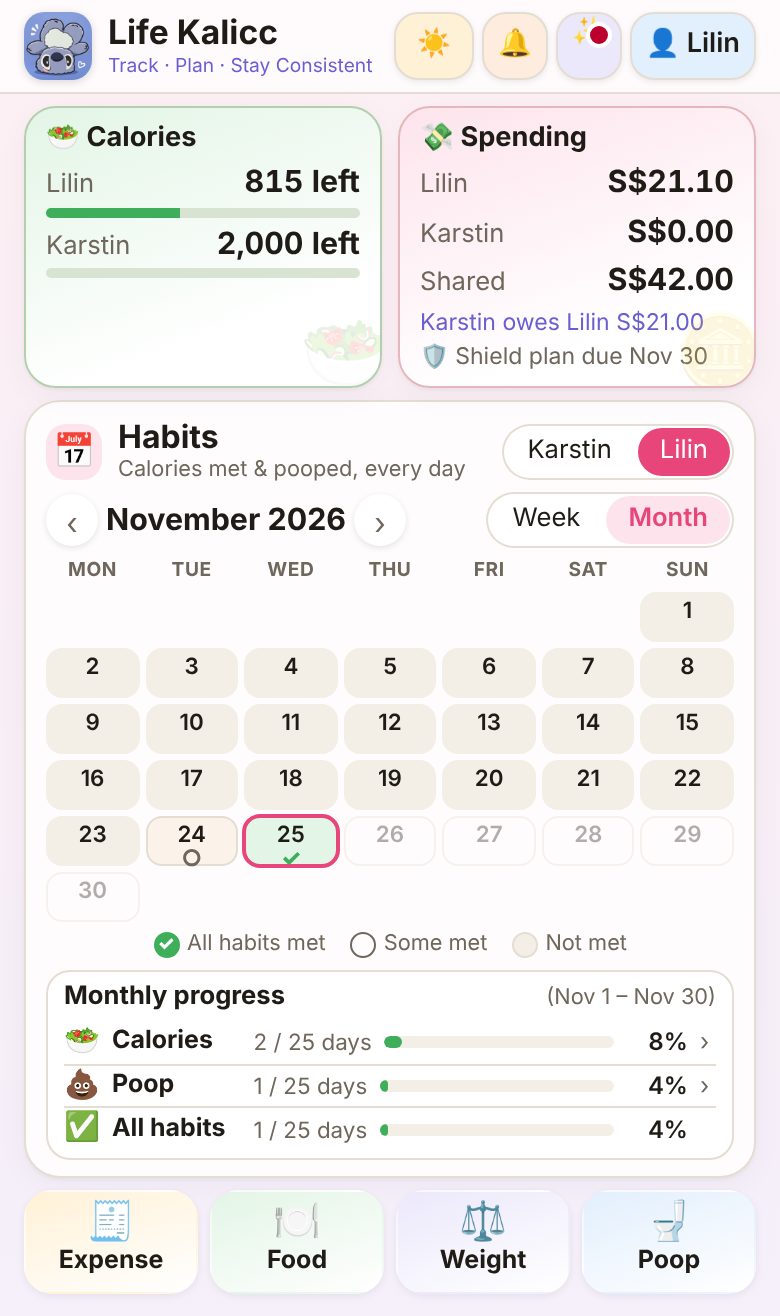 Life Kalicc
Track · Plan · Stay Consistent
Lilin
Calories
Lilin 815 left
Karstin 2,000 left
Spending
Lilin S$21.10
Karstin S$0.00
Shared S$42.00
Karstin owes Lilin S$21.00
Shield plan due Nov 30
July
17
Habits
Calories met & pooped, every day
Karstin Lilin
‹ November 2026 ›
Week Month
MON TUE WED THU FRI SAT SUN
1
2 3 4 5 6 7 8
9 10 11 12 13 14 15
16 17 18 19 20 21 22
23 24 25 26 27 28 29
30
All habits met Some met Not met
Monthly progress (Nov 1 – Nov 30)
Calories 2 / 25 days 8% ›
Poop 1 / 25 days 4% ›
All habits 1 / 25 days 4%
Expense Food Weight Poop